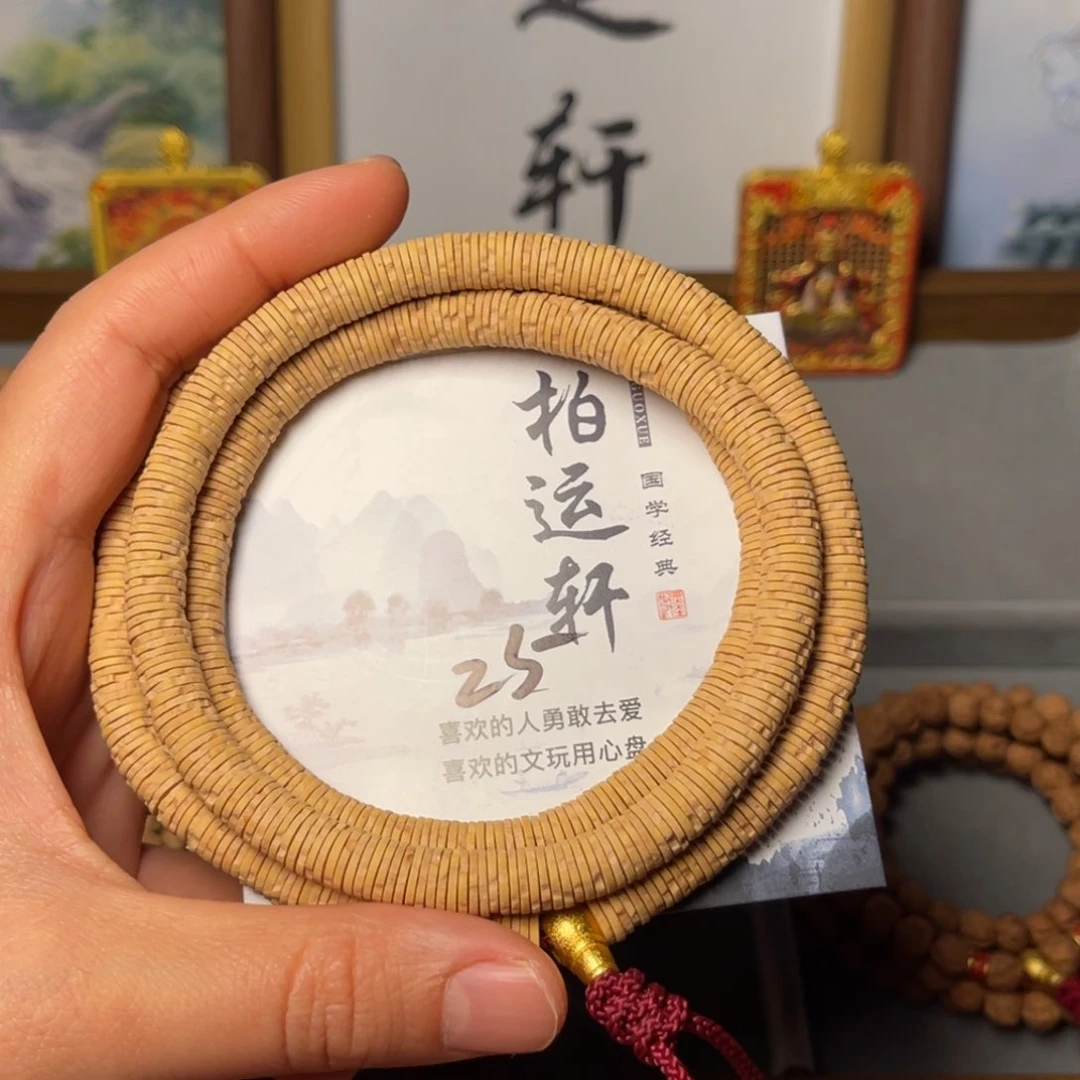 轩
柏运轩
UOXUE
国学经典
25
喜欢的人勇敢去爱
喜欢的文玩用心盘